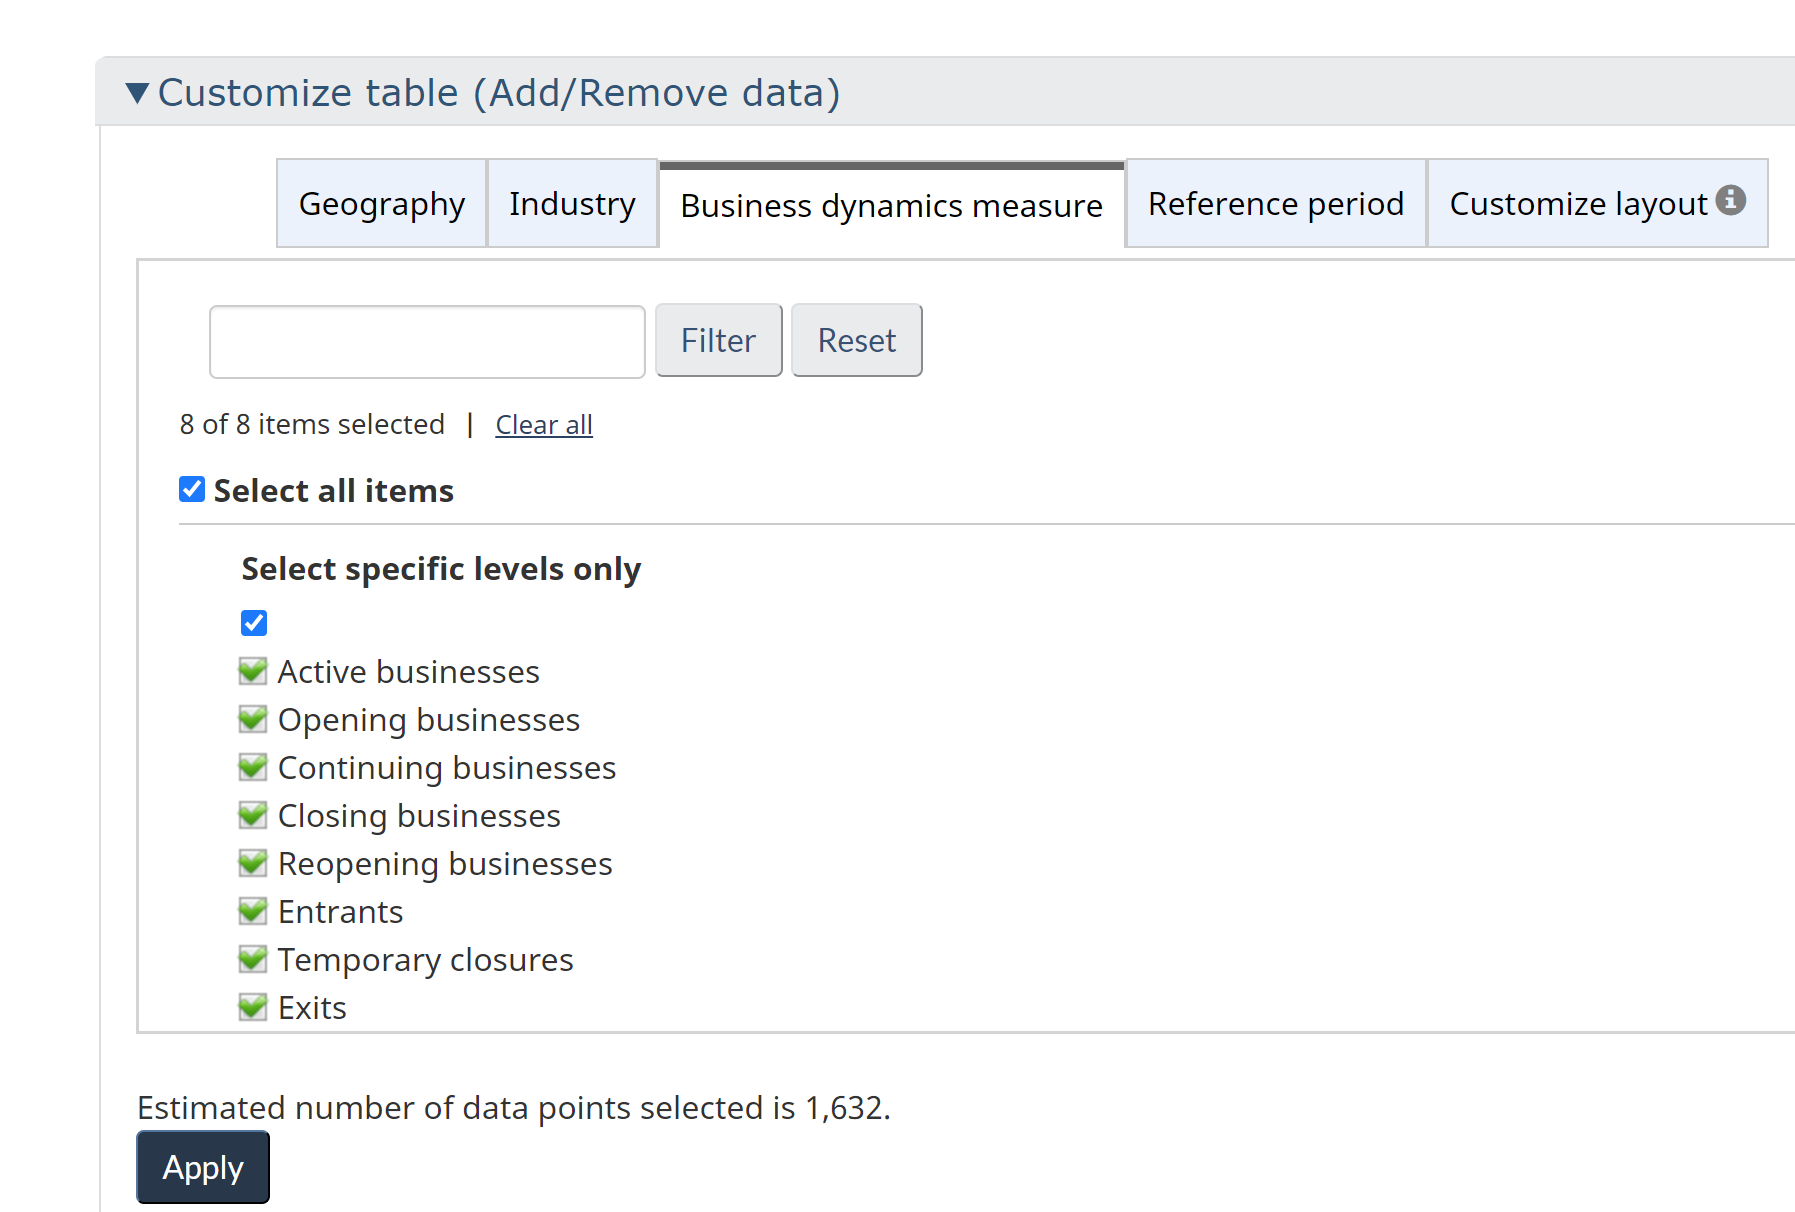 Customize table (Add/Remove data)
Geography Industry Business dynamics measure Reference period Customize layout
Filter Reset
8 of 8 items selected | Clear all
Select all items
Select specific levels only
Active businesses
Opening businesses
Continuing businesses
Closing businesses
Reopening businesses
Entrants
Temporary closures
Exits
Estimated number of data points selected is 1,632.
Apply